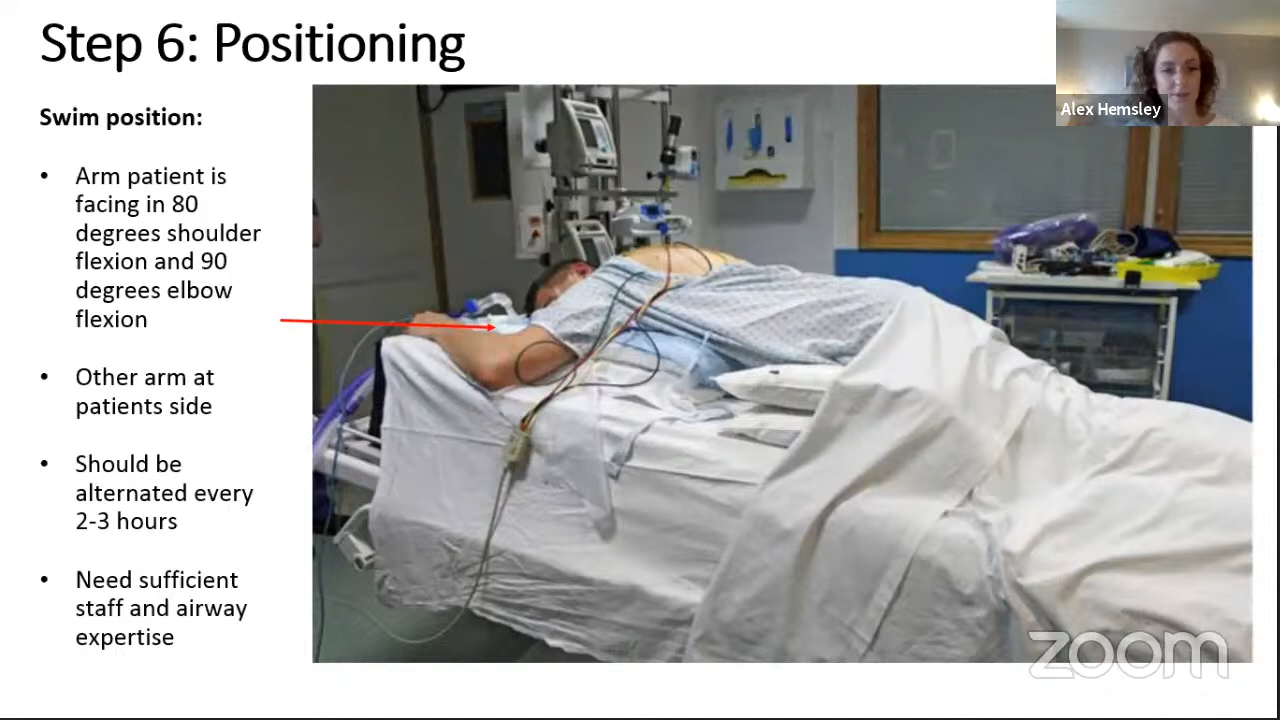 Step 6: Positioning
Alex Hemsley
Swim position:
• Arm patient is
facing in 80
degrees shoulder
flexion and 90
degrees elbow
flexion
• Other arm at
patients side
• Should be
alternated every
2-3 hours
• Need sufficient
staff and airway
expertise
zoom